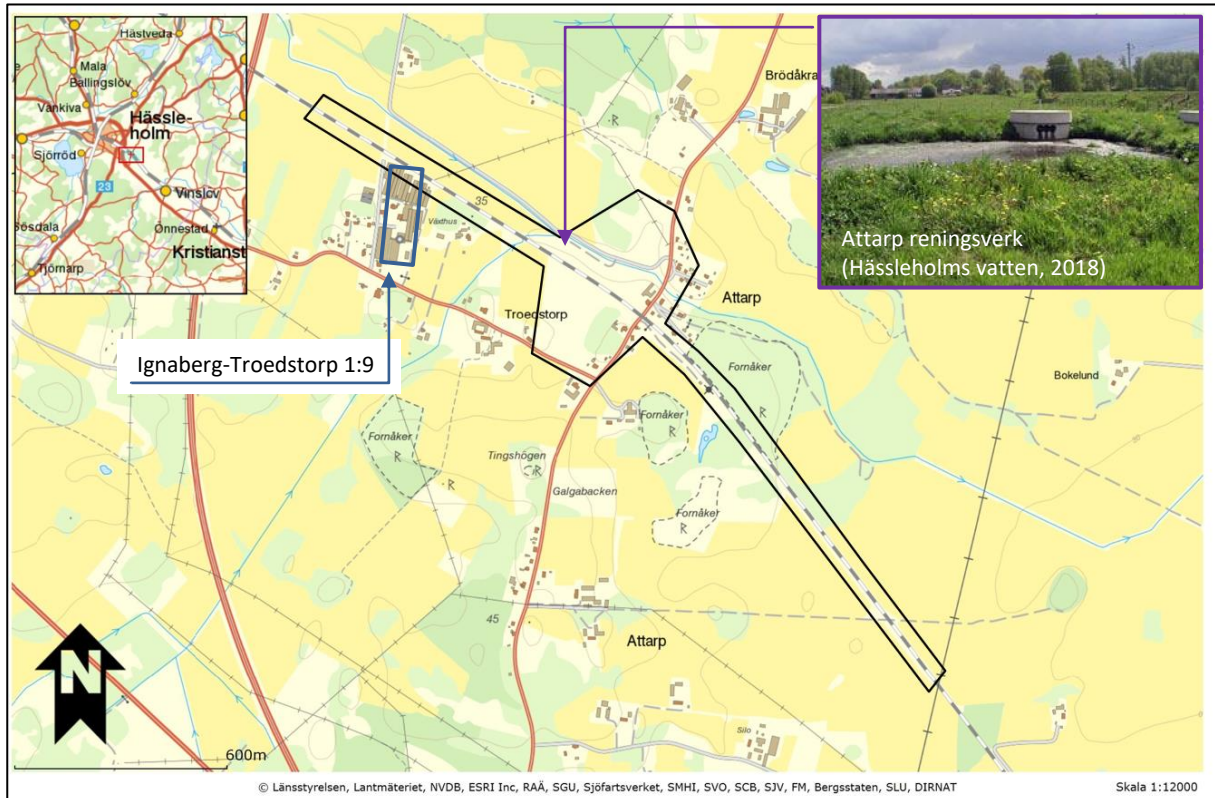 Hästveda
Mala
Ballingslöv
Vankiva
Hässle-
holm
Sjörröd
23
Vinslöv
Önnestad
Kristianst
Sösdala
Tjörnarp
Brödåkra
35
Växthus
Attarp
Troedstorp
Ignaberg-Troedstorp 1:9
Attarp reningsverk
(Hässleholms vatten, 2018)
Fornåker
R
Bokelund
Fornåker
R
Fornåker
R
Tingshögen
R
Galgabacken
Fornåker
R
45
Attarp
Silo
N
600m
© Länsstyrelsen, Lantmäteriet, NVDB, ESRI Inc, RAÄ, SGU, Sjöfartsverket, SMHI, SVO, SCB, SJV, FM, Bergsstaten, SLU, DIRNAT
Skala 1:12000